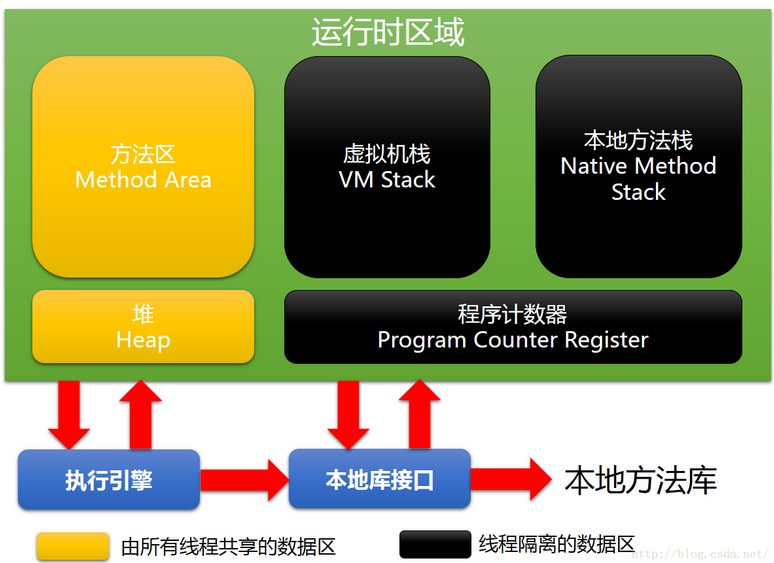 运行时区域
方法区
Method Area
虚拟机栈
VM Stack
本地方法栈
Native Method
Stack
堆
Heap
程序计数器
Program Counter Register
执行引擎
本地库接口
本地方法库
由所有线程共享的数据区
线程隔离的数据区
http://blog.csdn.net/